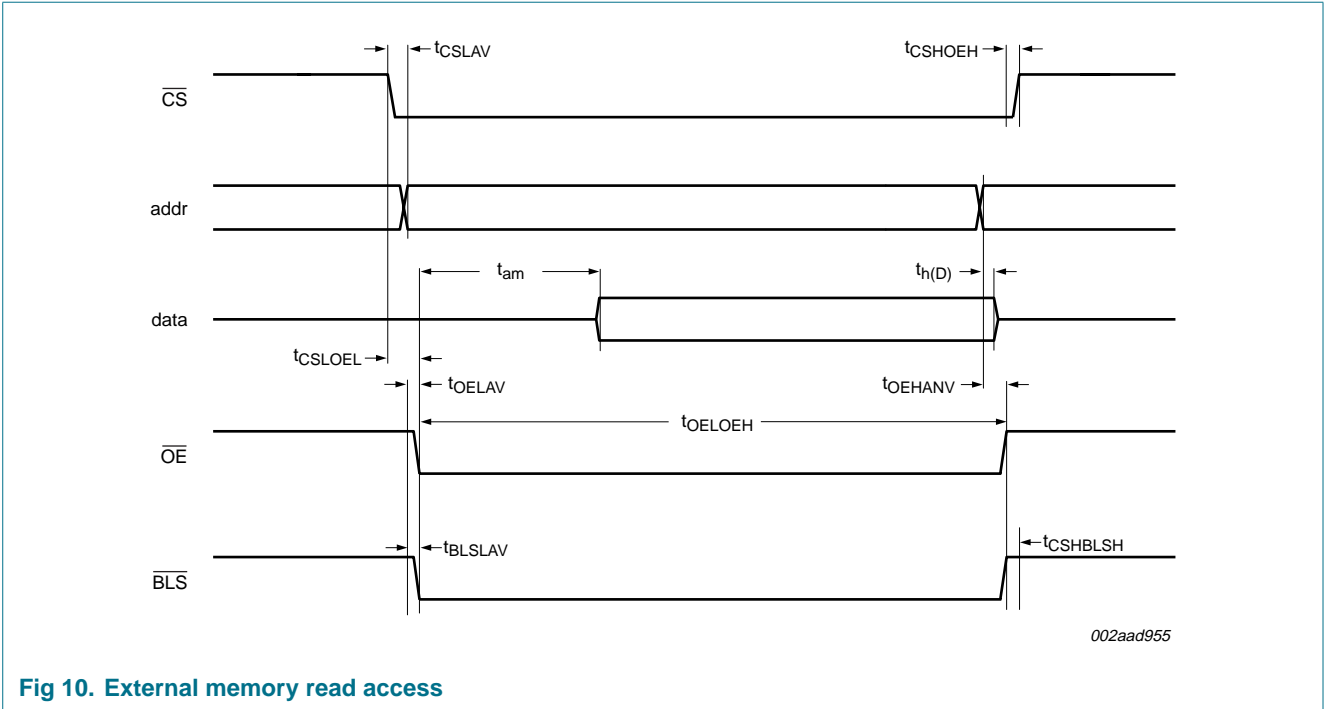 tCSLAV
tCSHOEH
CS
addr
tam
th(D)
data
tCSLOEL
tOELAV
tOEHANV
tOELOEH
OE
tBLSLAV
tCSHBLSH
BLS
002aad955
Fig 10. External memory read access